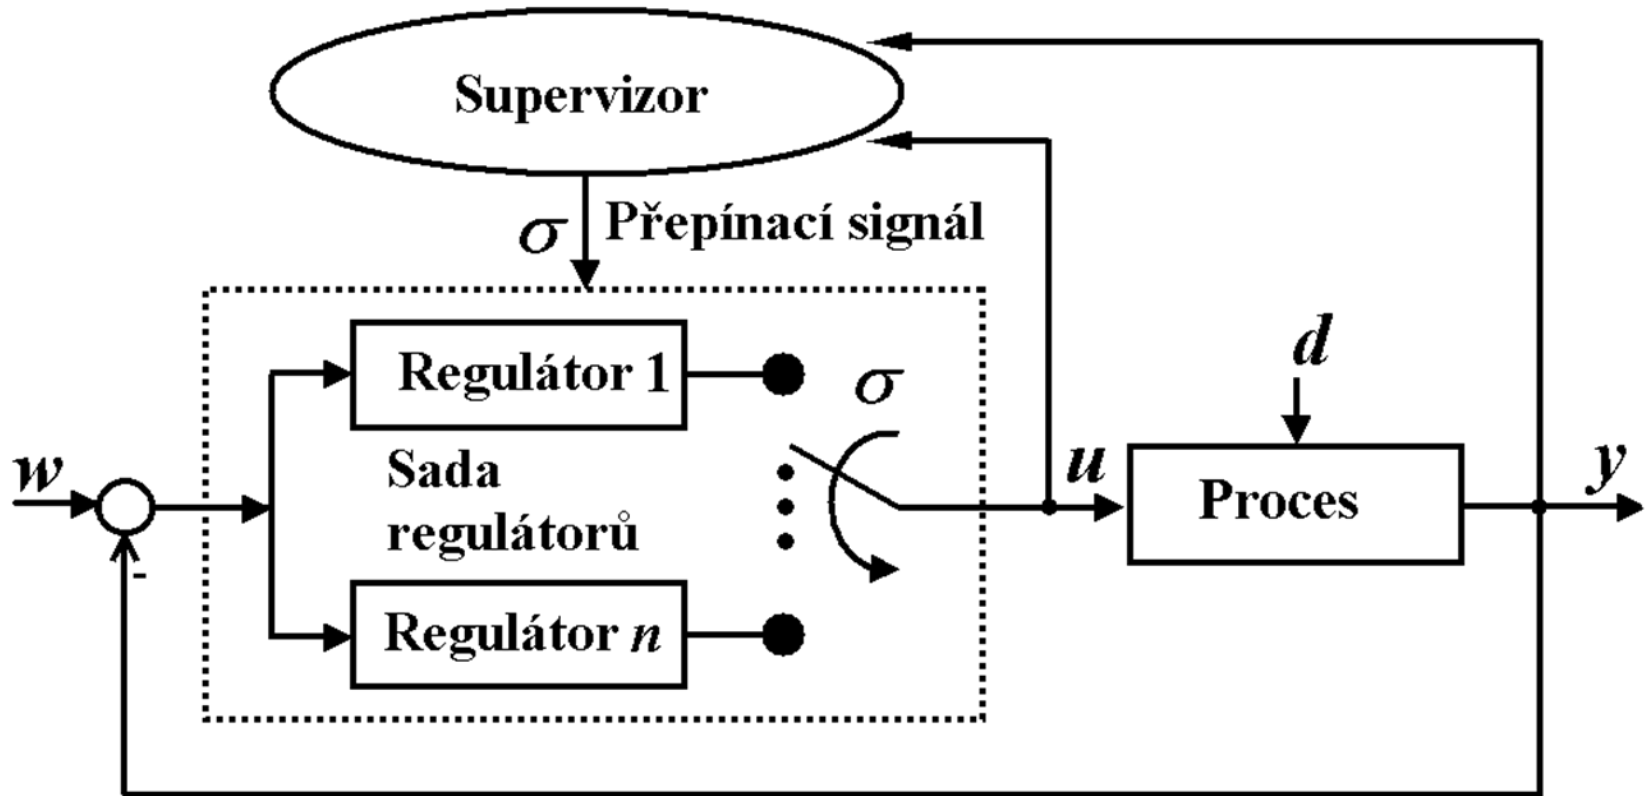 Supervizor
σ Přepínací signál
Regulátor 1
σ
d
w
Sada
regulátorů
u
Proces
y
-
Regulátor n